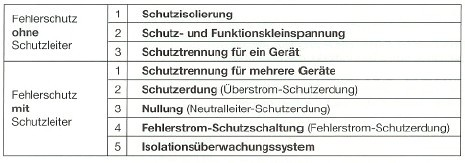 Fehlerschutz
ohne
Schutzleiter
1 Schutzisolierung
2 Schutz- und Funktionskleinspannung
3 Schutztrennung für ein Gerät
Fehlerschutz
mit
Schutzleiter
1 Schutztrennung für mehrere Geräte
2 Schutzerdung (Überstrom-Schutzerdung)
3 Nullung (Neutralleiter-Schutzerdung)
4 Fehlerstrom-Schutzschaltung (Fehlerstrom-Schutzerdung)
5 Isolationsüberwachungssystem